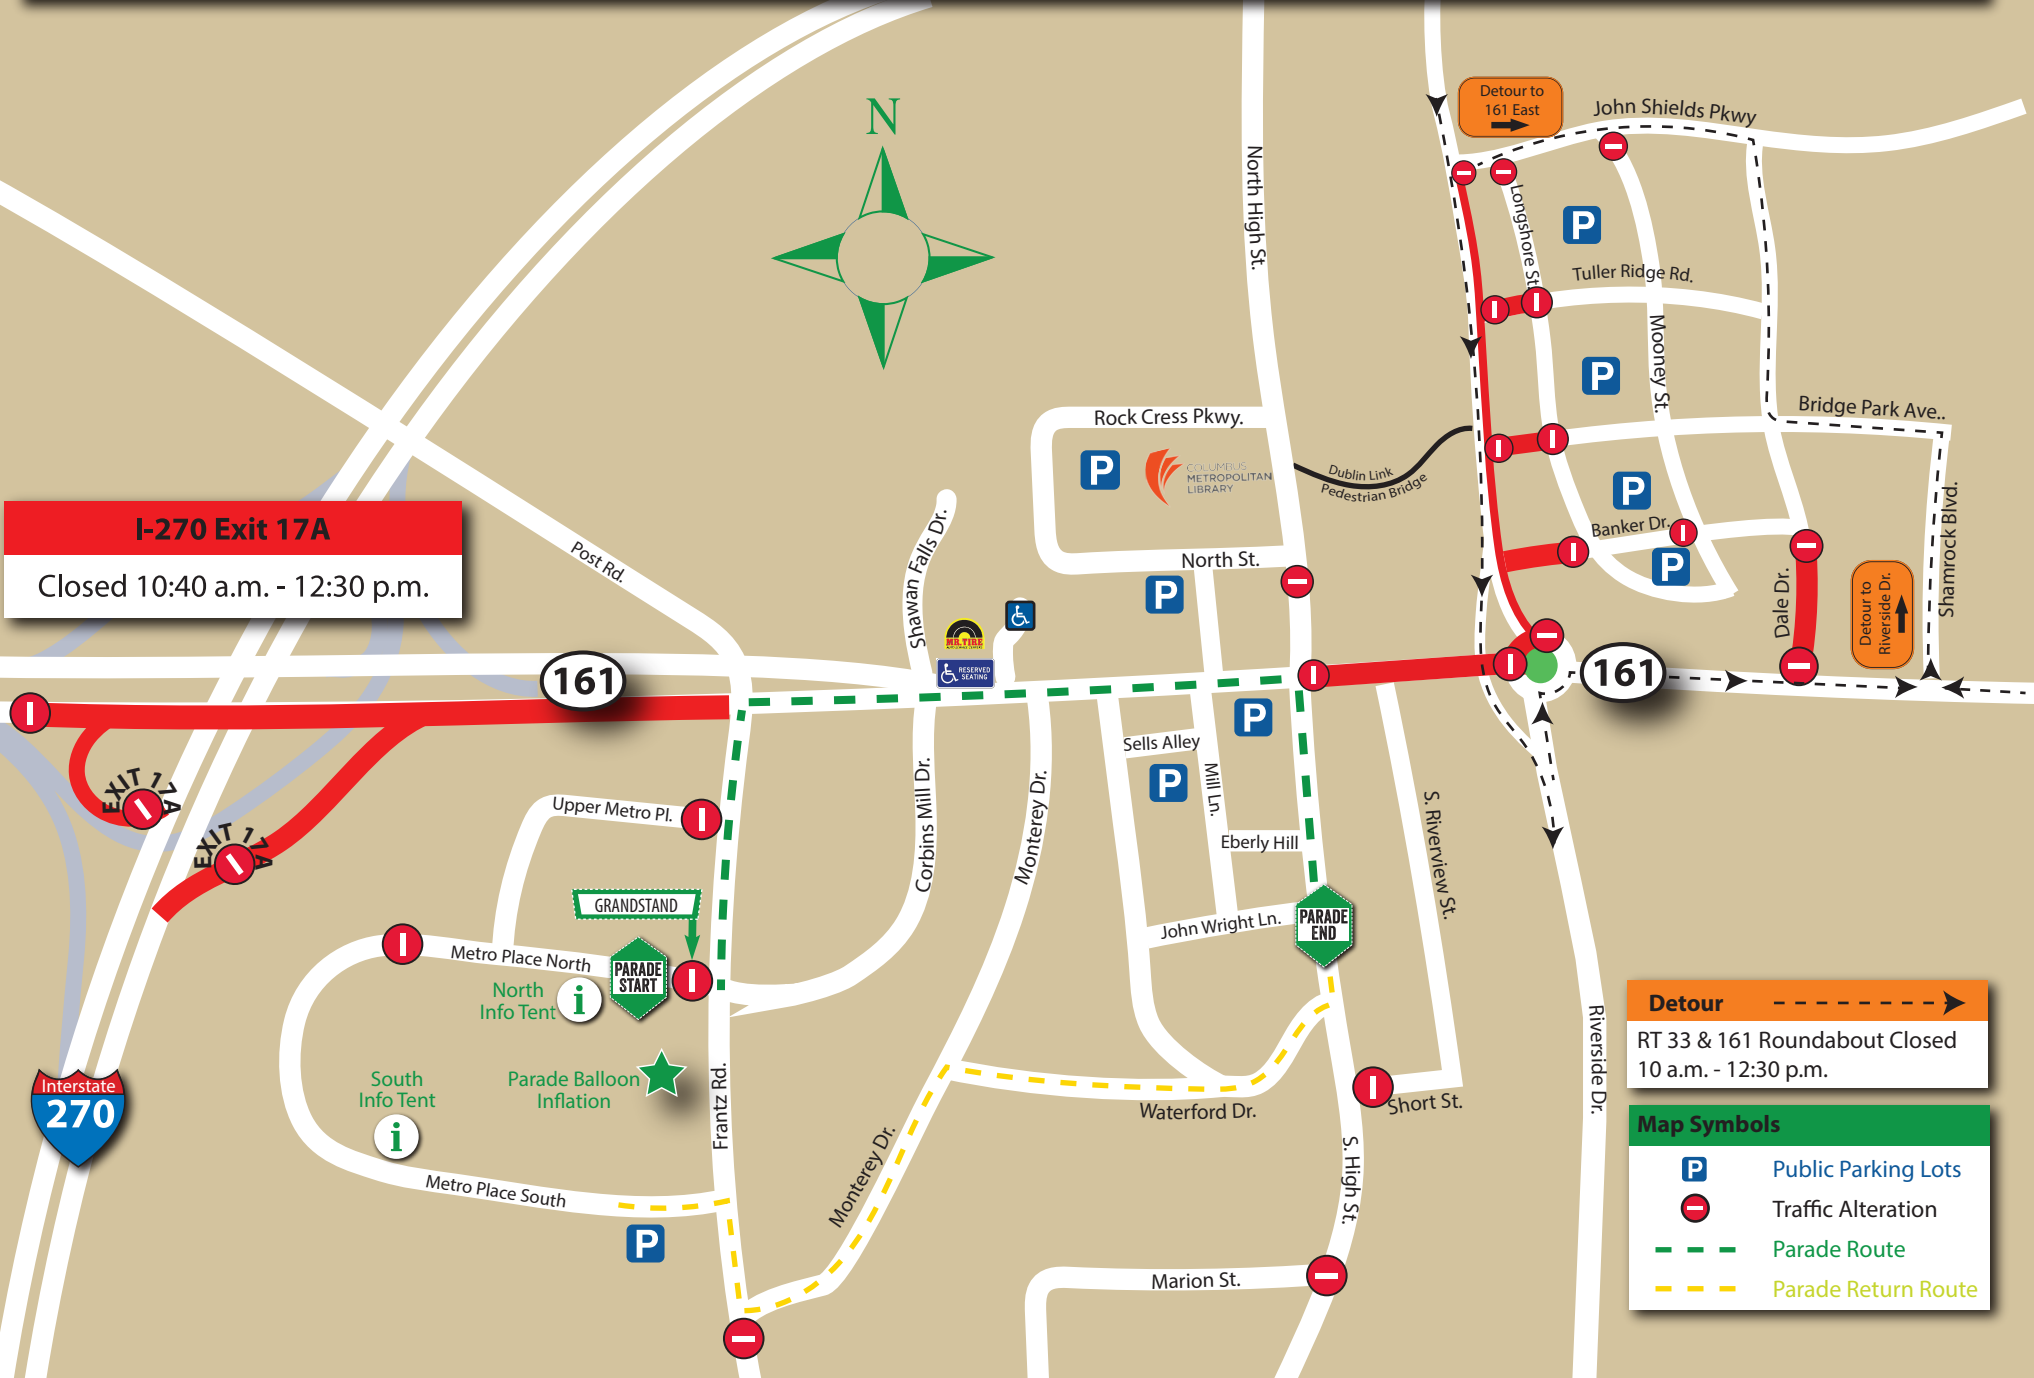 N
Detour to
161 East
John Shields Pkwy
North High St.
Longshore St.
P
Tuller Ridge Rd.
Mooney St.
P
Rock Cress Pkwy.
Bridge Park Ave..
P
COLUMBUS
METROPOLITAN
LIBRARY
Dublin Link
Pedestrian Bridge
P
Banker Dr.
P
I-270 Exit 17A
Closed 10:40 a.m. - 12:30 p.m.
Post Rd.
Shawan Falls Dr.
North St.
P
Dale Dr.
Detour to
Riverside Dr.
Shamrock Blvd.
MR. TIRE
RESERVED
SEATING
161
161
P
Sells Alley
P
Mill Ln.
EXIT 17A
EXIT 17A
Upper Metro Pl.
Corbins Mill Dr.
Monterey Dr.
Eberly Hill
S. Riverview St.
GRANDSTAND
PARADE
END
John Wright Ln.
Metro Place North
PARADE
START
North
Info Tent
i
Detour
RT 33 & 161 Roundabout Closed
10 a.m. - 12:30 p.m.
Riverside Dr.
Interstate
270
South
Info Tent
i
Parade Balloon
Inflation
Frantz Rd.
Waterford Dr.
Short St.
Monterey Dr.
S. High St.
Metro Place South
P
Marion St.
Map Symbols
P
Public Parking Lots
Traffic Alteration
Parade Route
Parade Return Route